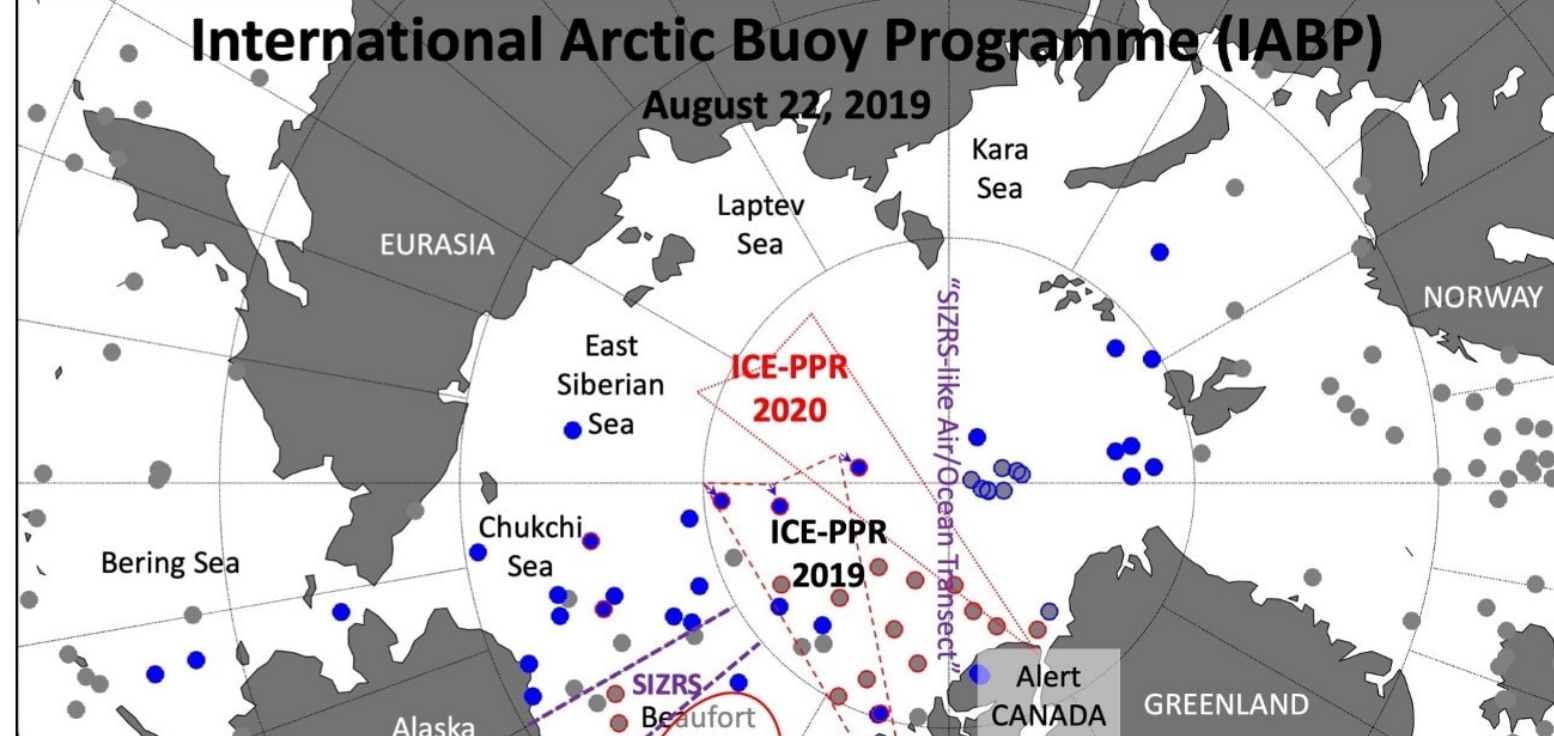 International Arctic Buoy Programme (IABP)
August 22, 2019
Kara
Sea
Laptev
Sea
EURASIA
NORWAY
East
Siberian
Sea
ICE-PPR
2020
"SIZRS-like Air/Ocean Transect"
Chukchi
Sea
ICE-PPR
2019
Bering Sea
SIZRS
Beaufort
Alaska
Alert
CANADA
GREENLAND